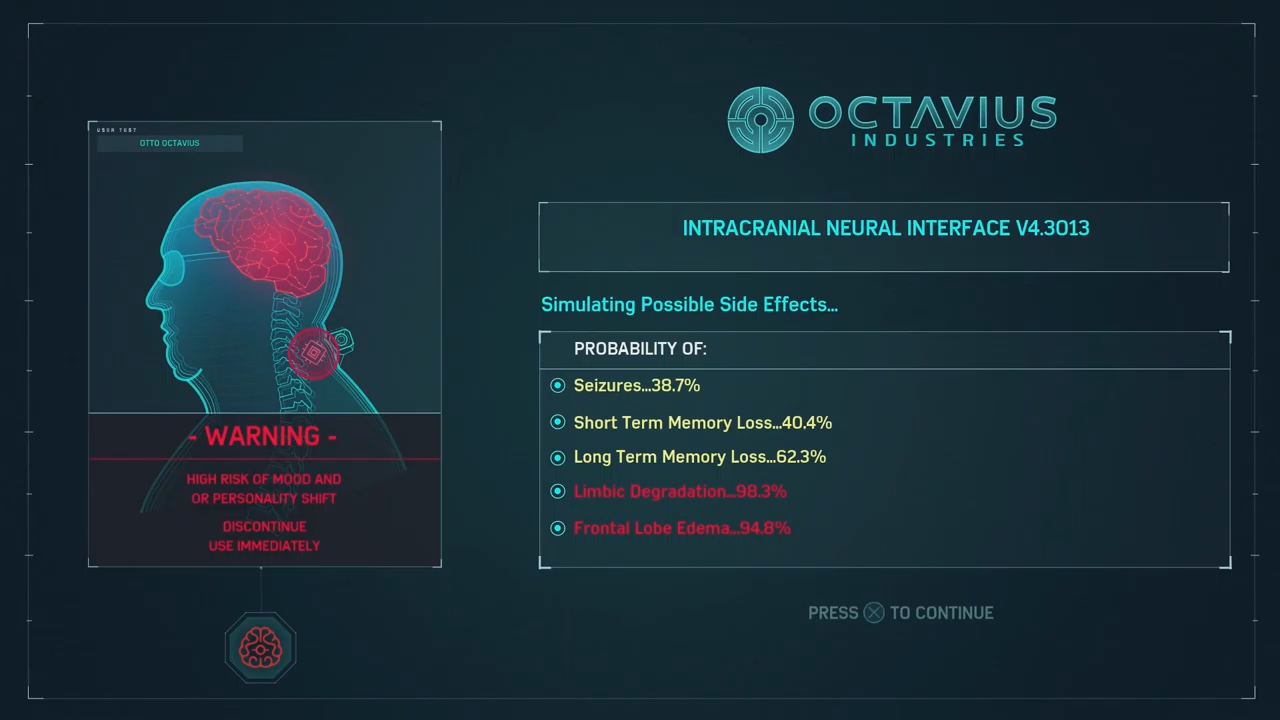 USER TEST
OTTO OCTAVIUS
- WARNING -
HIGH RISK OF MOOD AND
OR PERSONALITY SHIFT
DISCONTINUE
USE IMMEDIATELY
OCTAVIUS
INDUSTRIES
INTRACRANIAL NEURAL INTERFACE V4.3013
Simulating Possible Side Effects...
PROBABILITY OF:
Seizures...38.7%
Short Term Memory Loss...40.4%
Long Term Memory Loss...62.3%
Limbic Degradation...98.3%
Frontal Lobe Edema...94.8%
PRESS ⓧ TO CONTINUE